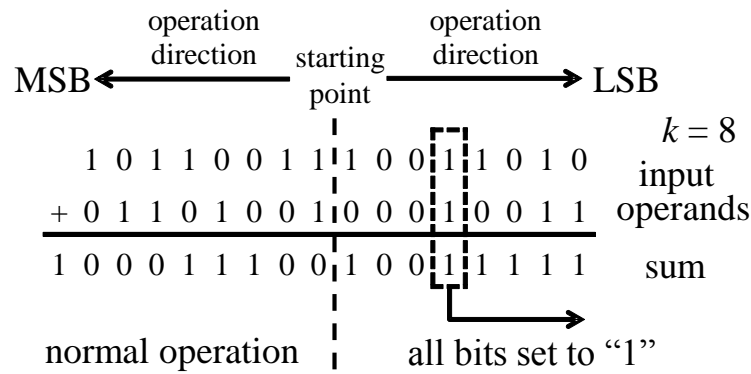 operation direction
operation direction
MSB
starting point
LSB
k = 8
1 0 1 1 0 0 1 1 1 0 0 1 1 0 1 0
input operands
+ 0 1 1 0 1 0 0 1 0 0 0 1 0 0 1 1
1 0 0 0 1 1 1 0 0 1 0 0 1 1 1 1 1
sum
normal operation
all bits set to “1”